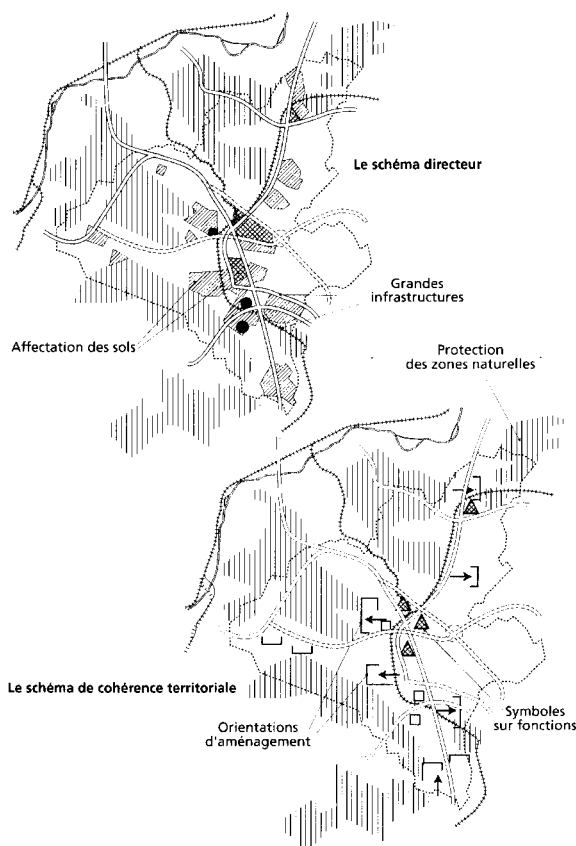 Le schéma directeur
Grandes
infrastructures
Affectation des sols
Protection
des zones naturelles
Le schéma de cohérence territoriale
Orientations
d'aménagement
Symboles
sur fonctions